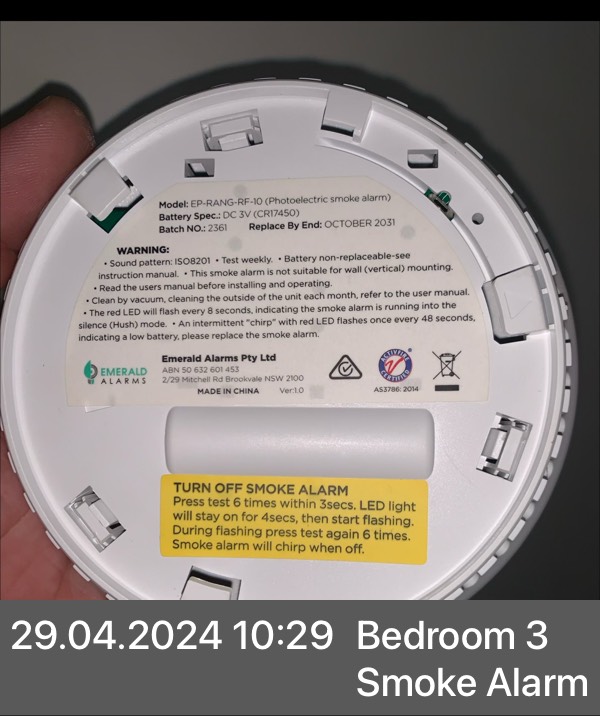 Model: EP-RANG-RF-10 (Photoelectric smoke alarm)
Battery Spec.: DC 3V (CR17450)
Batch NO.: 2361 Replace By End: OCTOBER 2031
WARNING:
• Sound pattern: ISO8201 • Test weekly. • Battery non-replaceable-see
instruction manual. • This smoke alarm is not suitable for wall (vertical) mounting.
• Read the users manual before installing and operating.
• Clean by vacuum, cleaning the outside of the unit each month, refer to the user manual.
• The red LED will flash every 8 seconds, indicating the smoke alarm is running into the
silence (Hush) mode. • An intermittent "chirp" with red LED flashes once every 48 seconds,
indicating a low battery, please replace the smoke alarm.
EMERALD
ALARMS
Emerald Alarms Pty Ltd
ABN 50 632 601 453
2/29 Mitchell Rd Brookvale NSW 2100
MADE IN CHINA Ver:1.0
ACTIVFIRE
CERTIFIED
AS3786: 2014
TURN OFF SMOKE ALARM
Press test 6 times within 3secs. LED light
will stay on for 4secs, then start flashing.
During flashing press test again 6 times.
Smoke alarm will chirp when off.
29.04.2024 10:29 Bedroom 3
Smoke Alarm